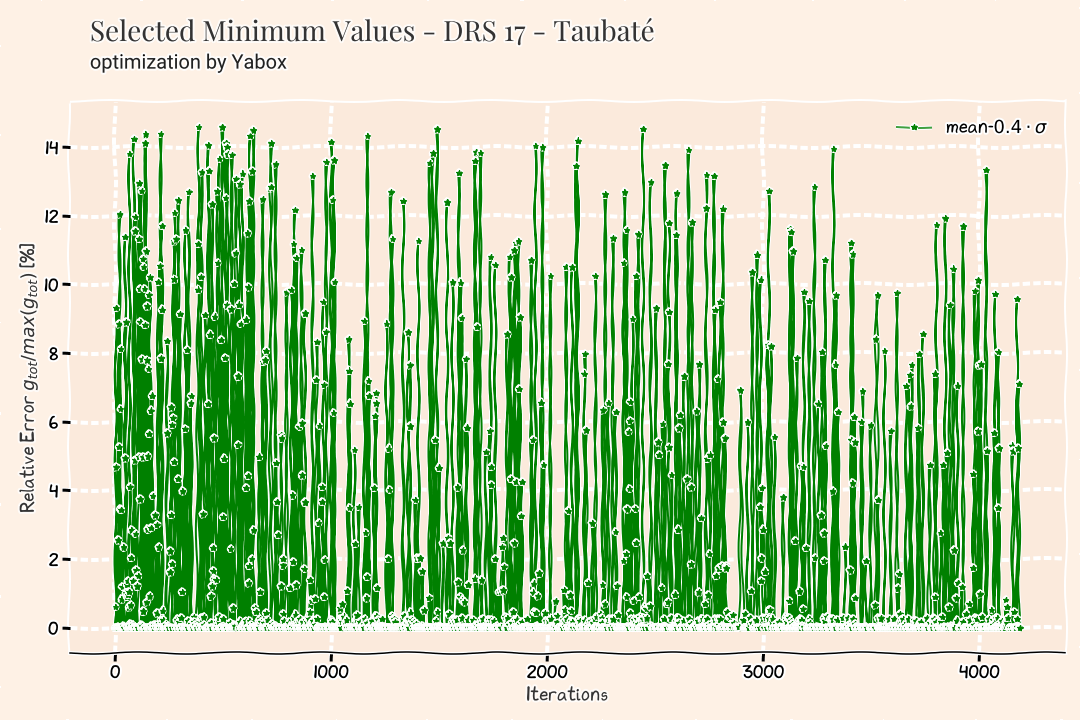 Selected Minimum Values - DRS 17 - Taubaté
optimization by Yabox
mean-0.4 · σ
14
12
10
8
6
4
2
0
Relative Error g_tot/max(g_tot) [%]
0 1000 2000 3000 4000
Iterations